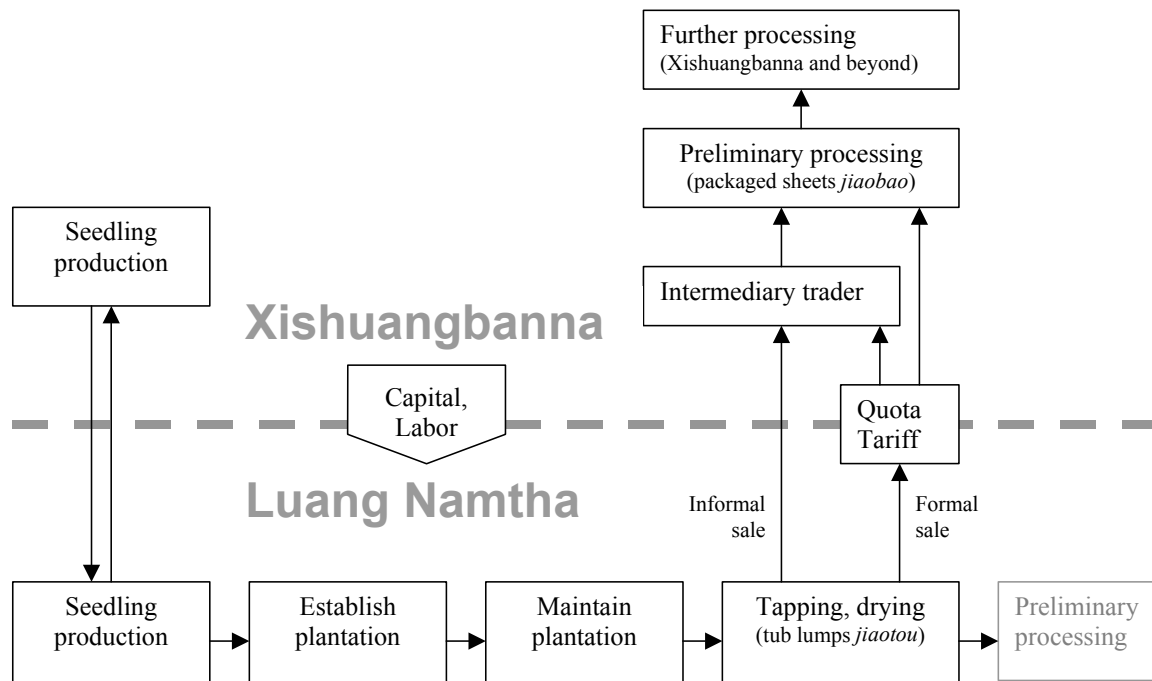 Further processing
(Xishuangbanna and beyond)
Preliminary processing
(packaged sheets jiaobao)
Seedling
production
Intermediary trader
Xishuangbanna
Capital,
Labor
Quota
Tariff
Luang Namtha
Informal
sale
Formal
sale
Seedling
production
Establish
plantation
Maintain
plantation
Tapping, drying
(tub lumps jiaotou)
Preliminary
processing